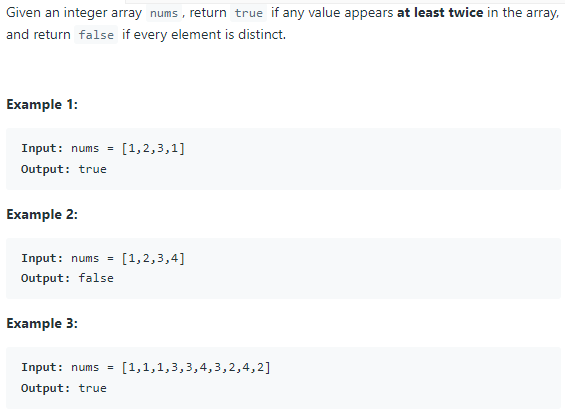 Given an integer array nums, return true if any value appears at least twice in the array,
and return false if every element is distinct.
Example 1:
Input: nums = [1,2,3,1]
Output: true
Example 2:
Input: nums = [1,2,3,4]
Output: false
Example 3:
Input: nums = [1,1,1,3,3,4,3,2,4,2]
Output: true